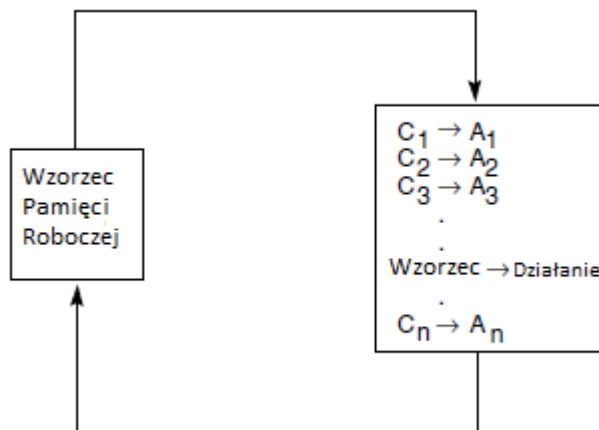 Wzorzec
Pamięci
Roboczej
C₁ → A₁
C₂ → A₂
C₃ → A₃
.
.
Wzorzec → Działanie
.
Cₙ → Aₙ